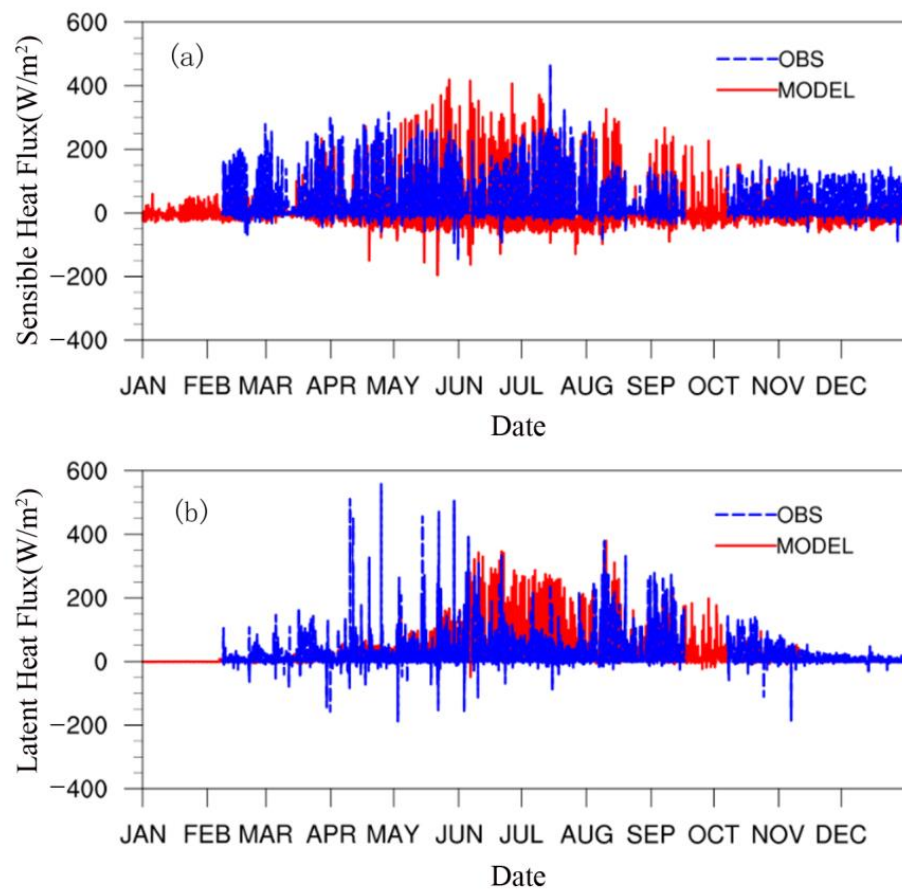 Sensible Heat Flux(W/m²)
600
400
200
0
−200
−400
(a)
OBS
MODEL
JAN FEB MAR APR MAY JUN JUL AUG SEP OCT NOV DEC
Date
Latent Heat Flux(W/m²)
600
400
200
0
−200
−400
(b)
OBS
MODEL
JAN FEB MAR APR MAY JUN JUL AUG SEP OCT NOV DEC
Date